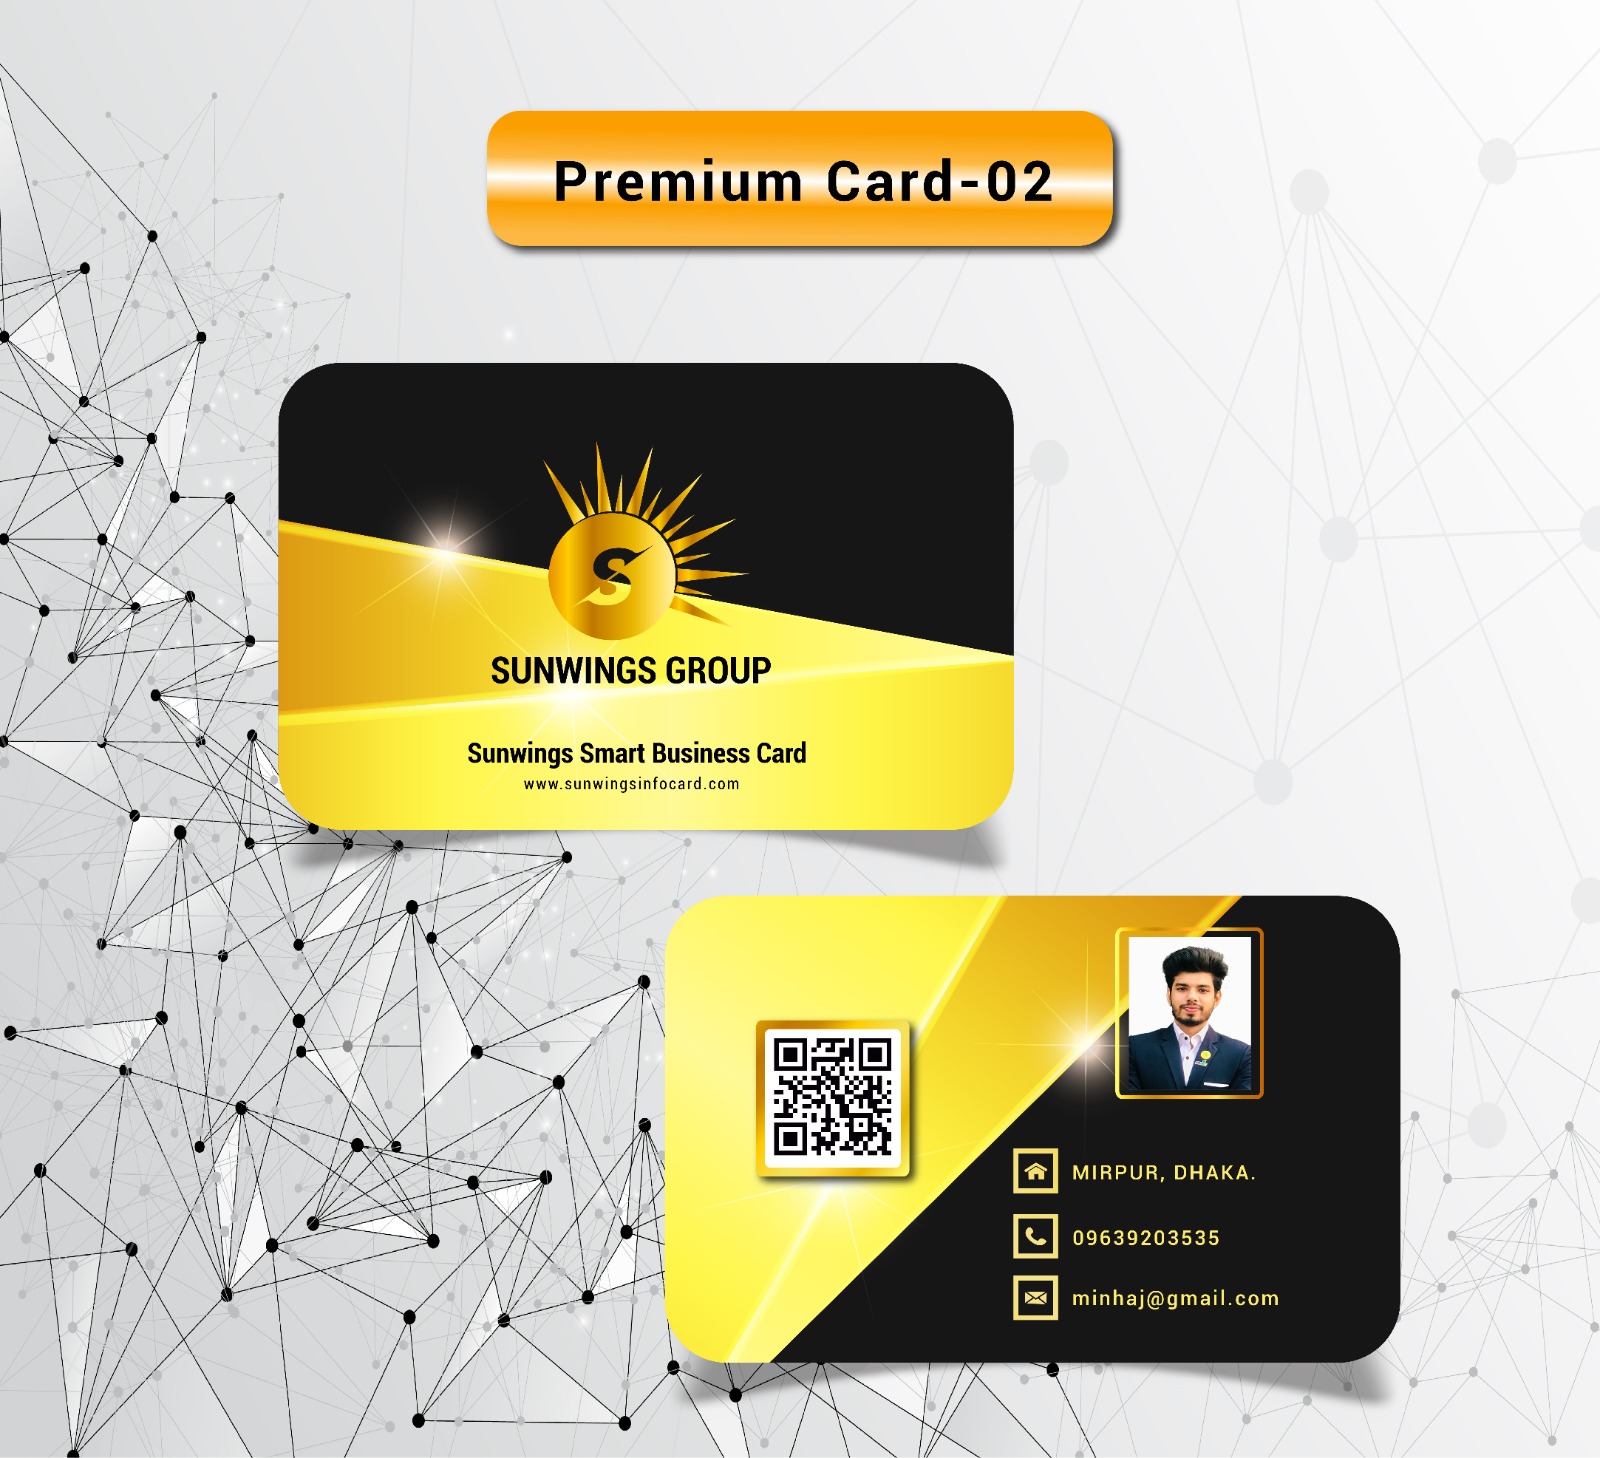 Premium Card-02
S
SUNWINGS GROUP
Sunwings Smart Business Card
www.sunwingsinfocard.com
MIRPUR, DHAKA.
09639203535
minhaj@gmail.com